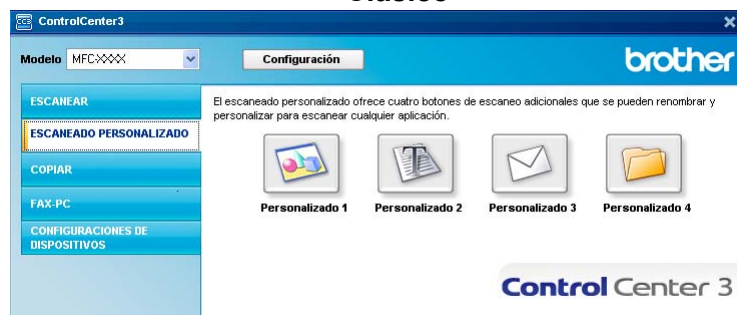 ControlCenter3
Modelo MFC-XXXX Configuración brother
ESCANEAR
ESCANEADO PERSONALIZADO
COPIAR
FAX-PC
CONFIGURACIONES DE
DISPOSITIVOS
El escaneado personalizado ofrece cuatro botones de escaneo adicionales que se pueden renombrar y
personalizar para escanear cualquier aplicación.
Personalizado 1 Personalizado 2 Personalizado 3 Personalizado 4
Control Center 3